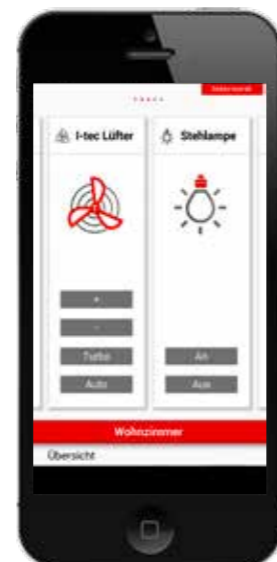 I-tec Lüfter
Stehlampe
+
-
Turbo
Auto
An
Aus
Wohnzimmer
Übersicht